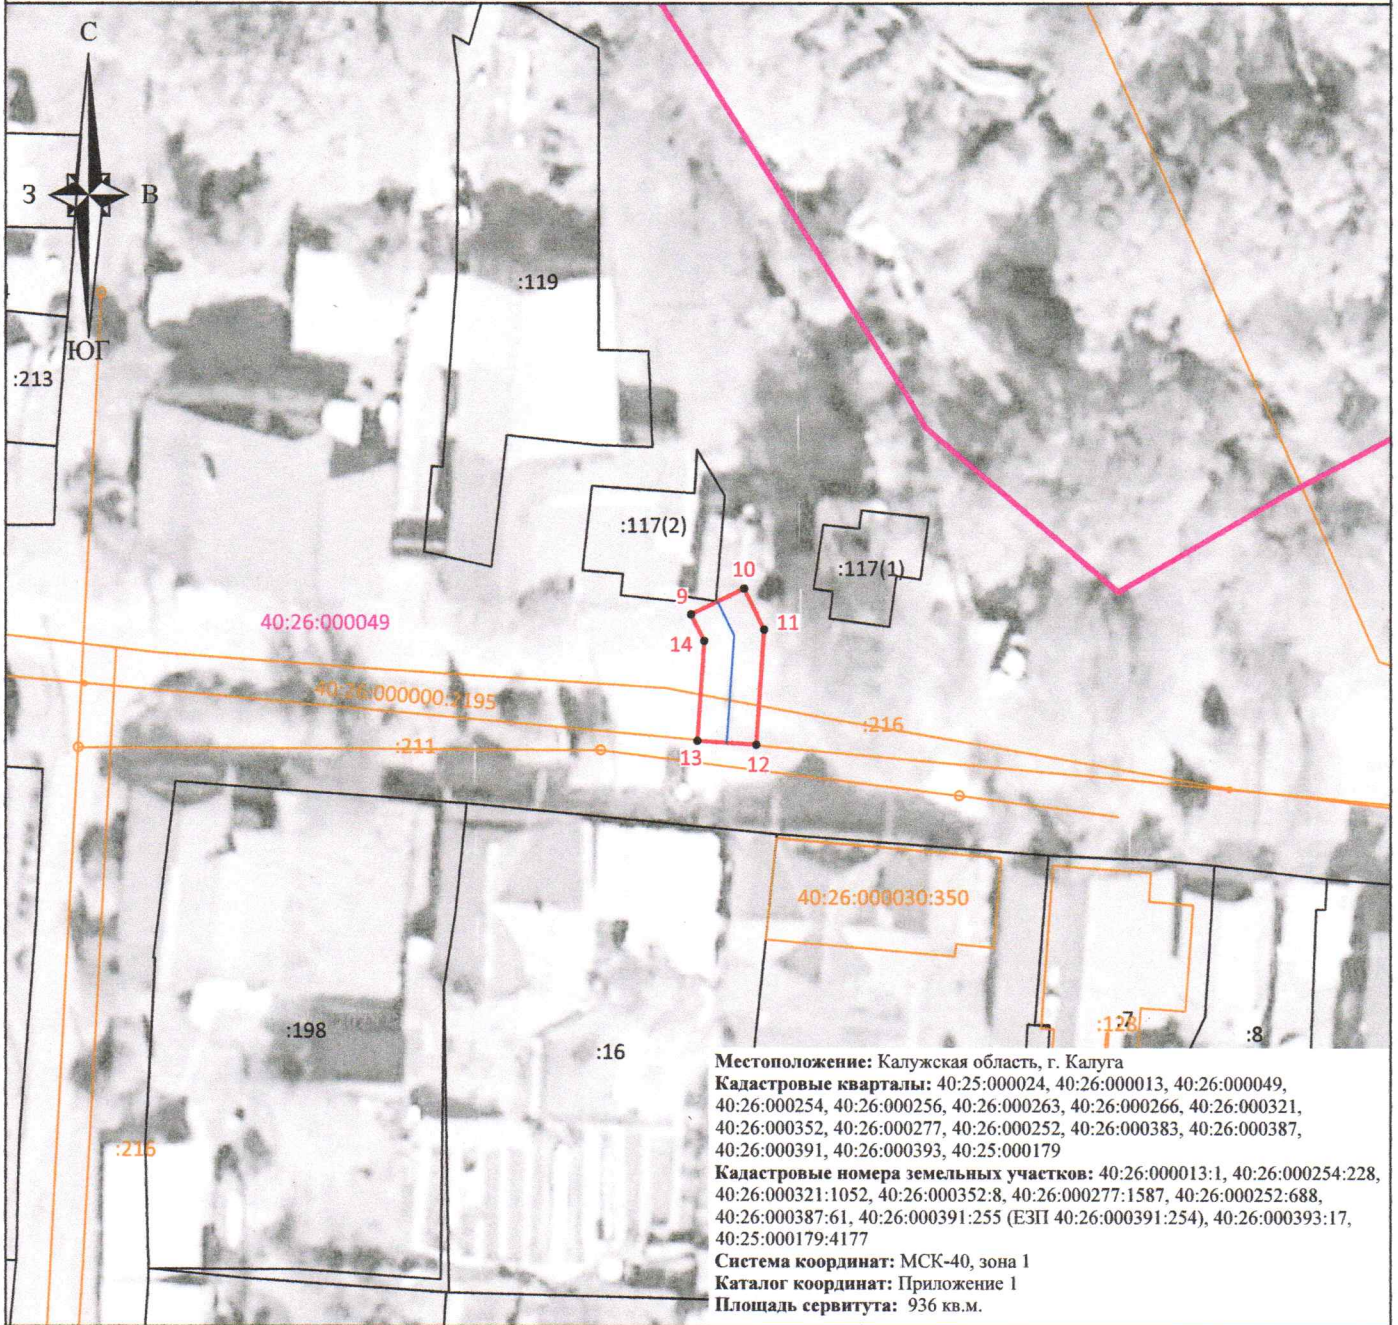 С
З
В
ЮГ
:119
:213
:117(2)
:117(1)
10
9
11
14
40:26:000049
40:26:000000:2195
:216
:211
13
12
40:26:000030:350
:198
:16
:7
:128
:8
:216
Местоположение: Калужская область, г. Калуга
Кадастровые кварталы: 40:25:000024, 40:26:000013, 40:26:000049,
40:26:000254, 40:26:000256, 40:26:000263, 40:26:000266, 40:26:000321,
40:26:000352, 40:26:000277, 40:26:000252, 40:26:000383, 40:26:000387,
40:26:000391, 40:26:000393, 40:25:000179
Кадастровые номера земельных участков: 40:26:000013:1, 40:26:000254:228,
40:26:000321:1052, 40:26:000352:8, 40:26:000277:1587, 40:26:000252:688,
40:26:000387:61, 40:26:000391:255 (ЕЗП 40:26:000391:254), 40:26:000393:17,
40:25:000179:4177
Система координат: МСК-40, зона 1
Каталог координат: Приложение 1
Площадь сервитута: 936 кв.м.